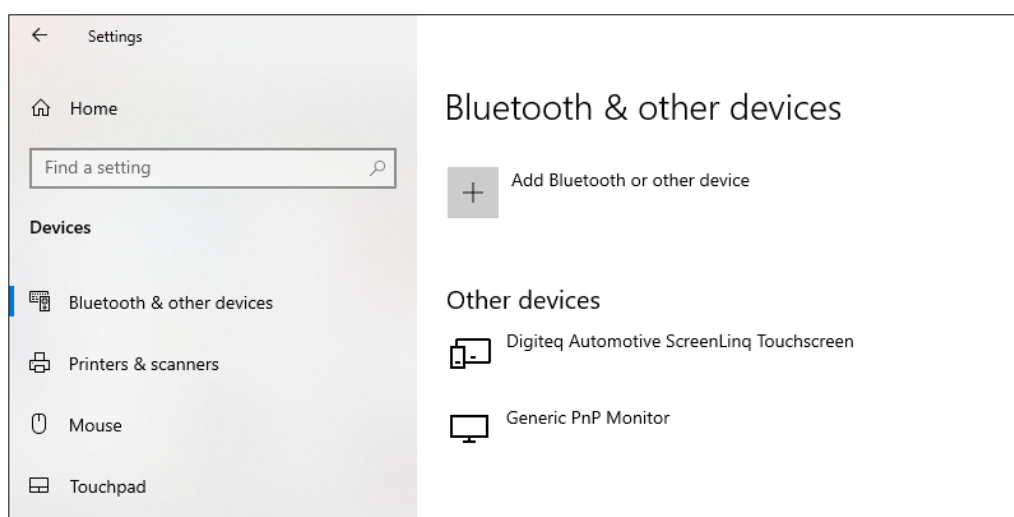 Settings
Home
Find a setting
Devices
Bluetooth & other devices
Printers & scanners
Mouse
Touchpad
Bluetooth & other devices
Add Bluetooth or other device
Other devices
Digiteq Automotive ScreenLinq Touchscreen
Generic PnP Monitor